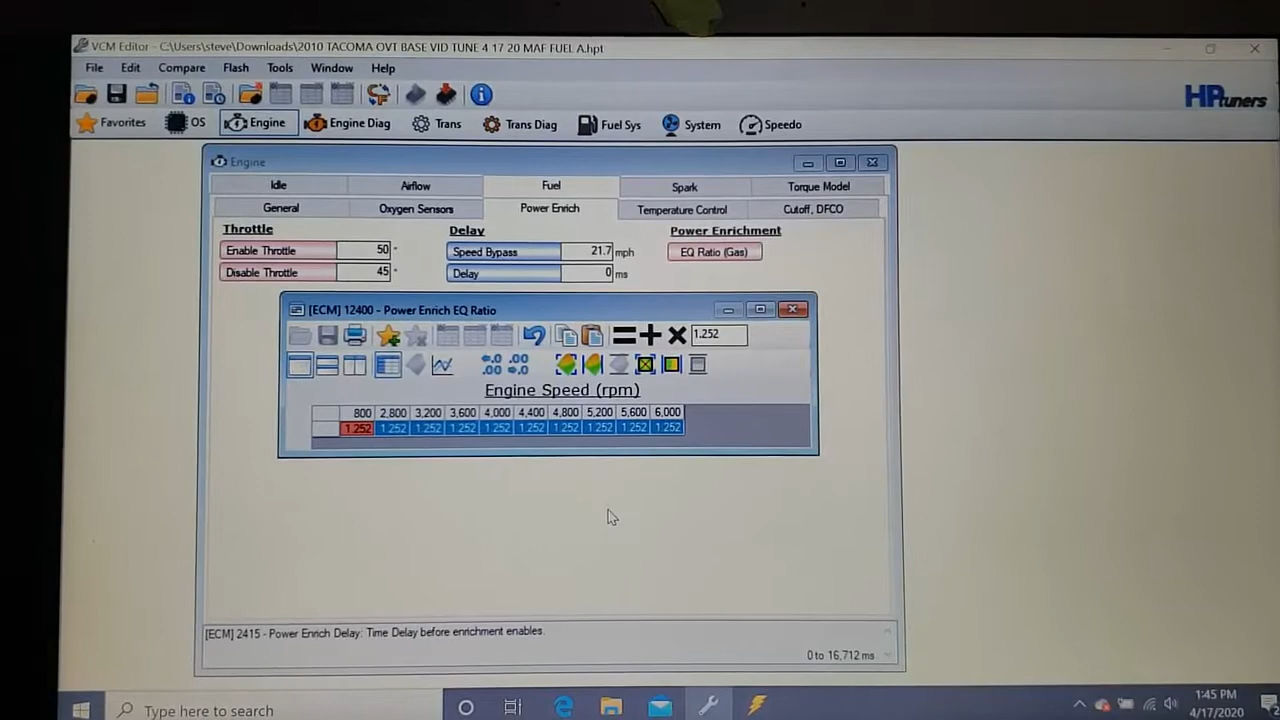 VCM Editor - C:\Users\steve\Downloads\2010 TACOMA OVT BASE VID TUNE 4 17 20 MAF FUEL A.hpt
File Edit Compare Flash Tools Window Help
HPtuners
Favorites OS Engine Engine Diag Trans Trans Diag Fuel Sys System Speedo
Engine
Idle Airflow Fuel Spark Torque Model
General Oxygen Sensors Power Enrich Temperature Control Cutoff, DFCO
Throttle Delay Power Enrichment
Enable Throttle 50 ° Speed Bypass 21.7 mph EQ Ratio (Gas)
Disable Throttle 45 ° Delay 0 ms
[ECM] 12400 - Power Enrich EQ Ratio
1.252
Engine Speed (rpm)
800 2,800 3,200 3,600 4,000 4,400 4,800 5,200 5,600 6,000
1.252 1.252 1.252 1.252 1.252 1.252 1.252 1.252 1.252 1.252
[ECM] 2415 - Power Enrich Delay: Time Delay before enrichment enables.
0 to 16,712 ms
Type here to search
1:45 PM
4/17/2020